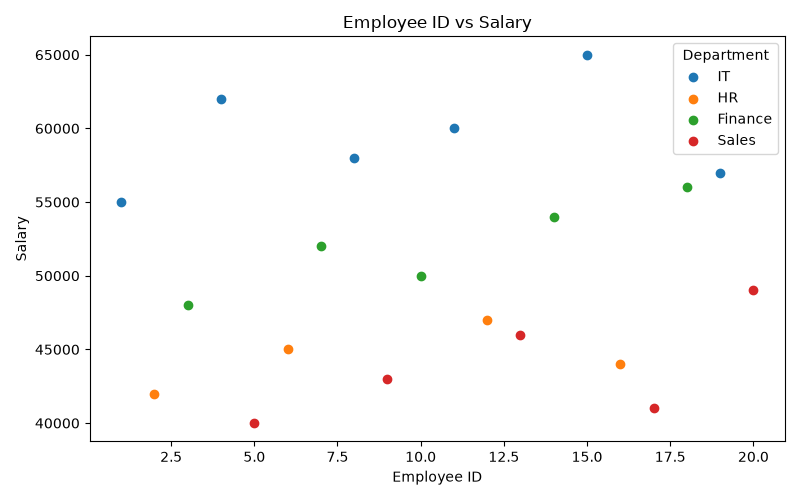 Employee ID vs Salary
Department
IT
HR
Finance
Sales
Salary
65000
60000
55000
50000
45000
40000
2.5 5.0 7.5 10.0 12.5 15.0 17.5 20.0
Employee ID